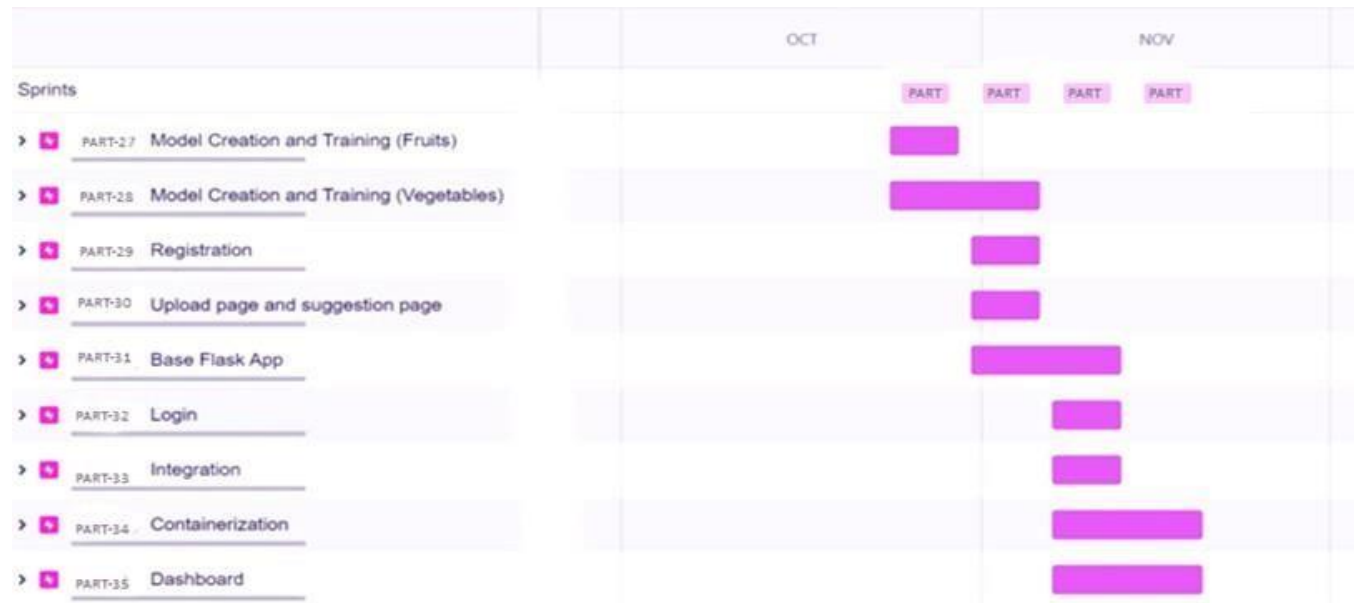 OCT NOV
Sprints PART PART PART PART
PART-27 Model Creation and Training (Fruits)
PART-28 Model Creation and Training (Vegetables)
PART-29 Registration
PART-30 Upload page and suggestion page
PART-31 Base Flask App
PART-32 Login
PART-33 Integration
PART-34 Containerization
PART-35 Dashboard